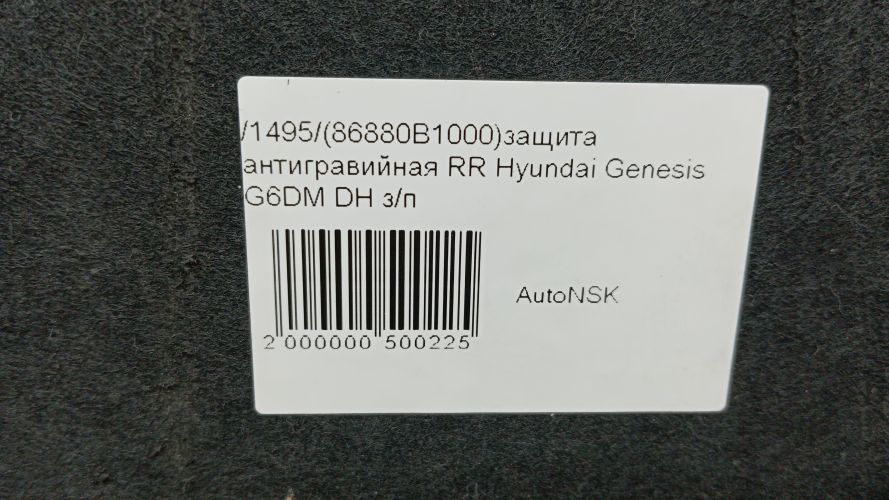 /1495/(86880B1000)защита
антигравийная RR Hyundai Genesis
G6DM DH з/п
AutoNSK
2 000000 500225